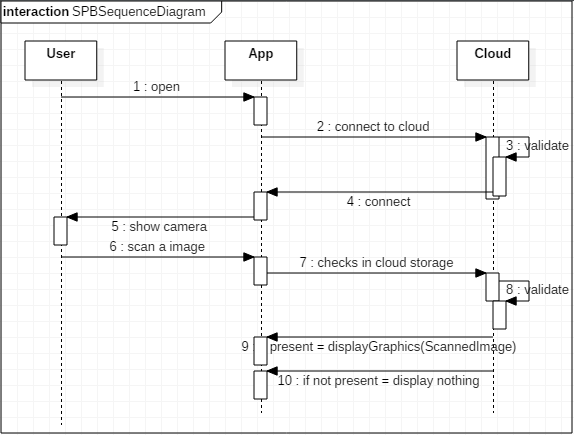 interaction SPBSequenceDiagram
User
App
Cloud
1 : open
2 : connect to cloud
3 : validate
4 : connect
5 : show camera
6 : scan a image
7 : checks in cloud storage
8 : validate
9 : present = displayGraphics(ScannedImage)
10 : if not present = display nothing